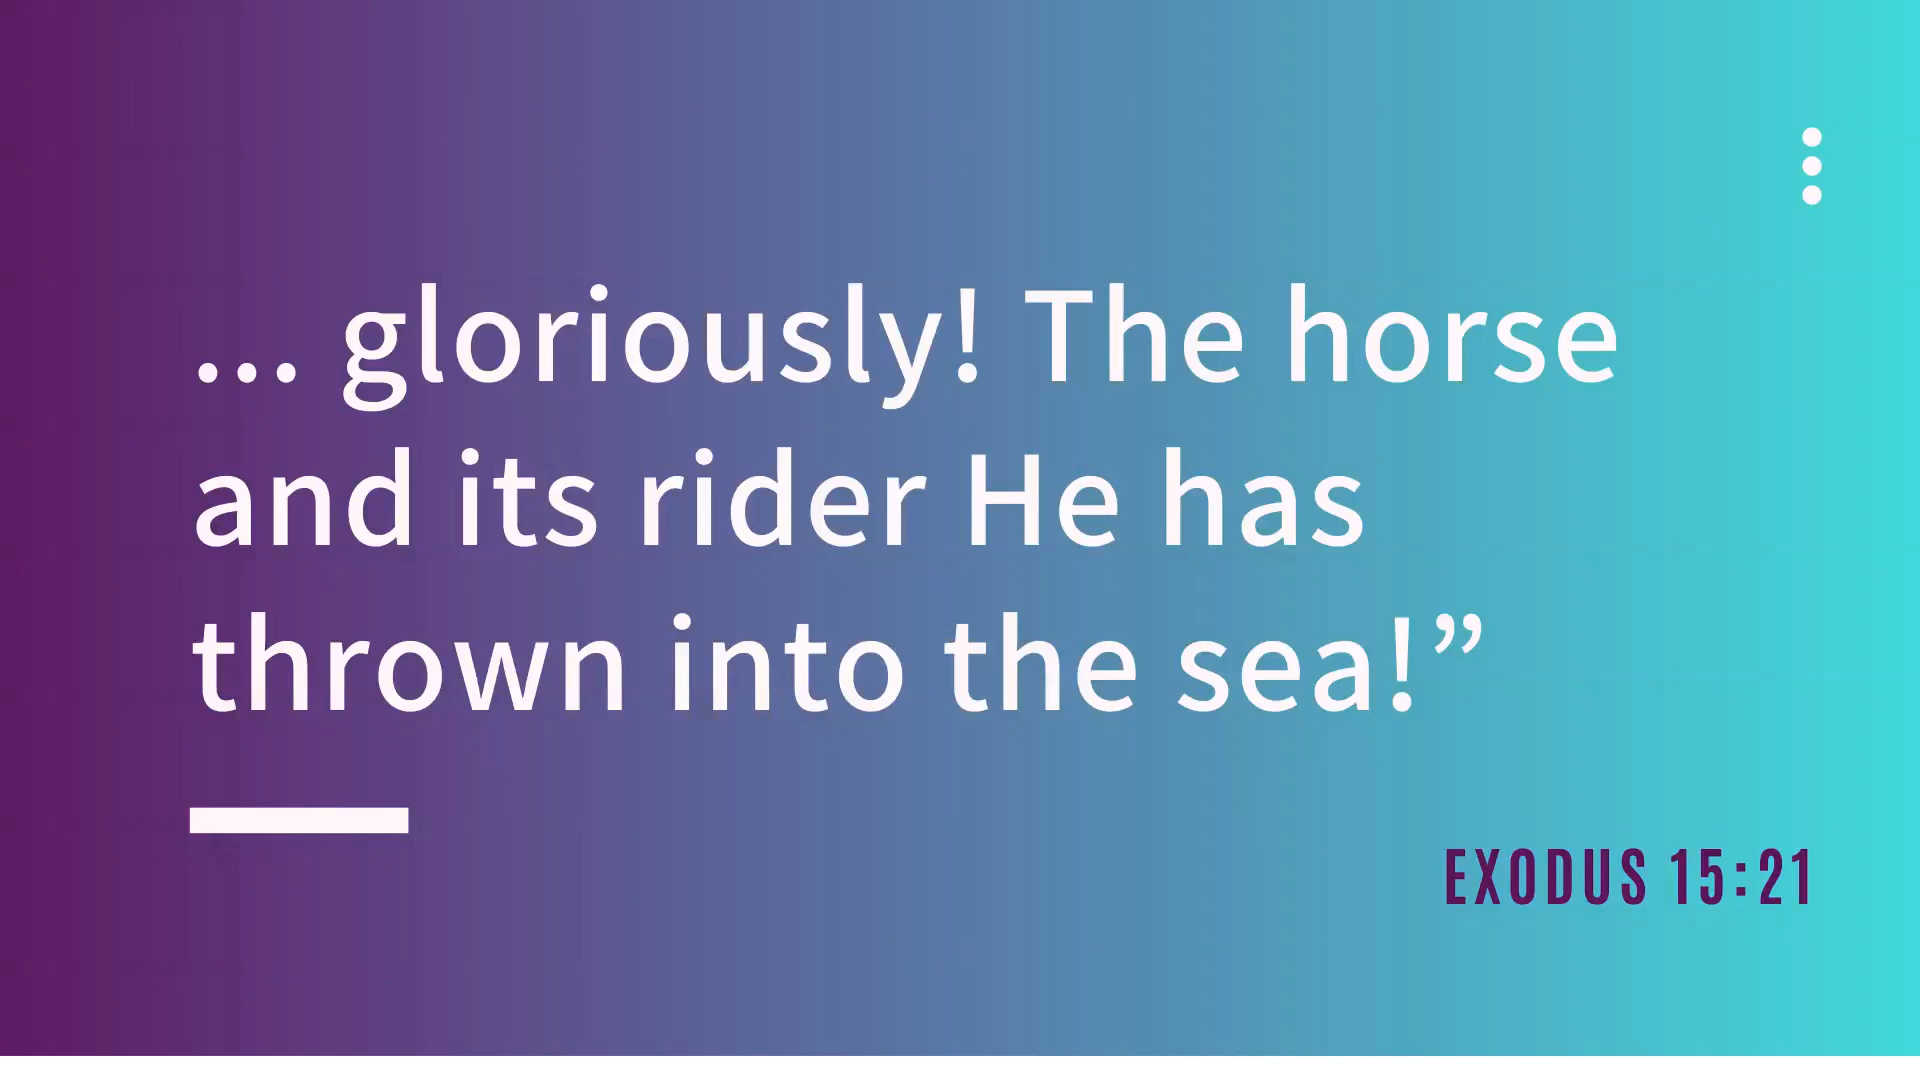 ... gloriously! The horse
and its rider He has
thrown into the sea!”
EXODUS 15:21